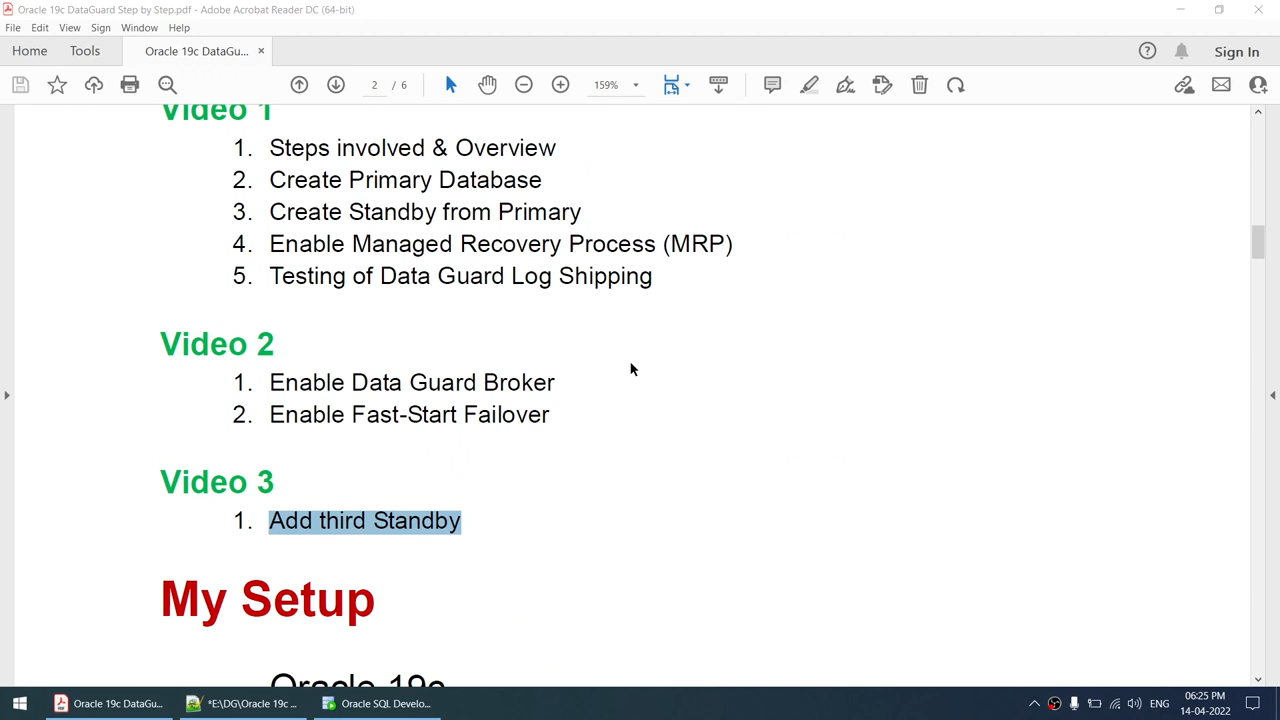 Oracle 19c DataGuard Step by Step.pdf - Adobe Acrobat Reader DC (64-bit)
File Edit View Sign Window Help
Home Tools Oracle 19c DataGu... × Sign In
2 / 6 159%
Video 1
1. Steps involved & Overview
2. Create Primary Database
3. Create Standby from Primary
4. Enable Managed Recovery Process (MRP)
5. Testing of Data Guard Log Shipping
Video 2
1. Enable Data Guard Broker
2. Enable Fast-Start Failover
Video 3
1. Add third Standby
My Setup
Oracle 19c
Oracle 19c DataGu... *E:\DG\Oracle 19c ... Oracle SQL Develo... ENG 06:25 PM
14-04-2022